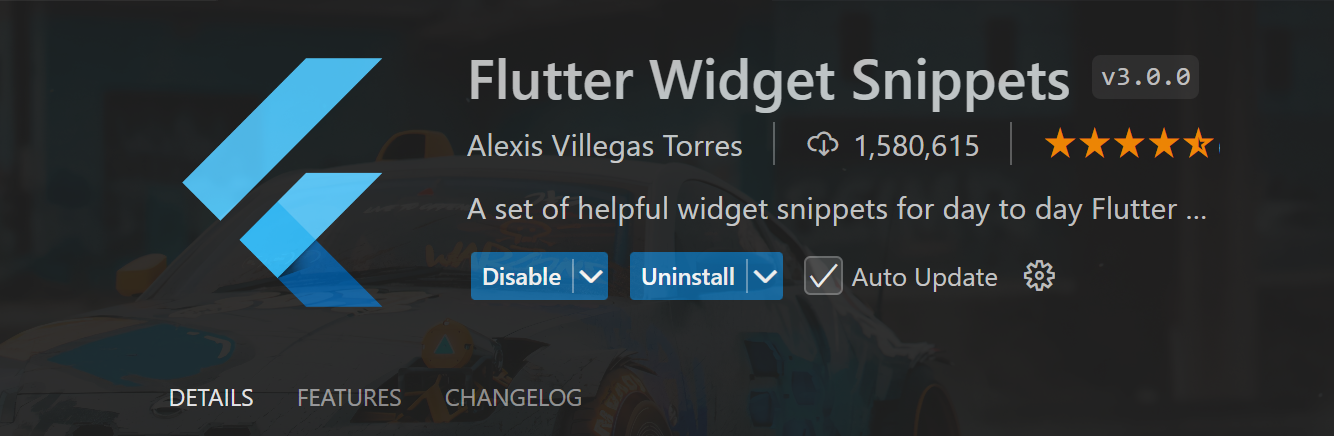 Flutter Widget Snippets v3.0.0
Alexis Villegas Torres 1,580,615
A set of helpful widget snippets for day to day Flutter ...
Disable Uninstall Auto Update
DETAILS FEATURES CHANGELOG